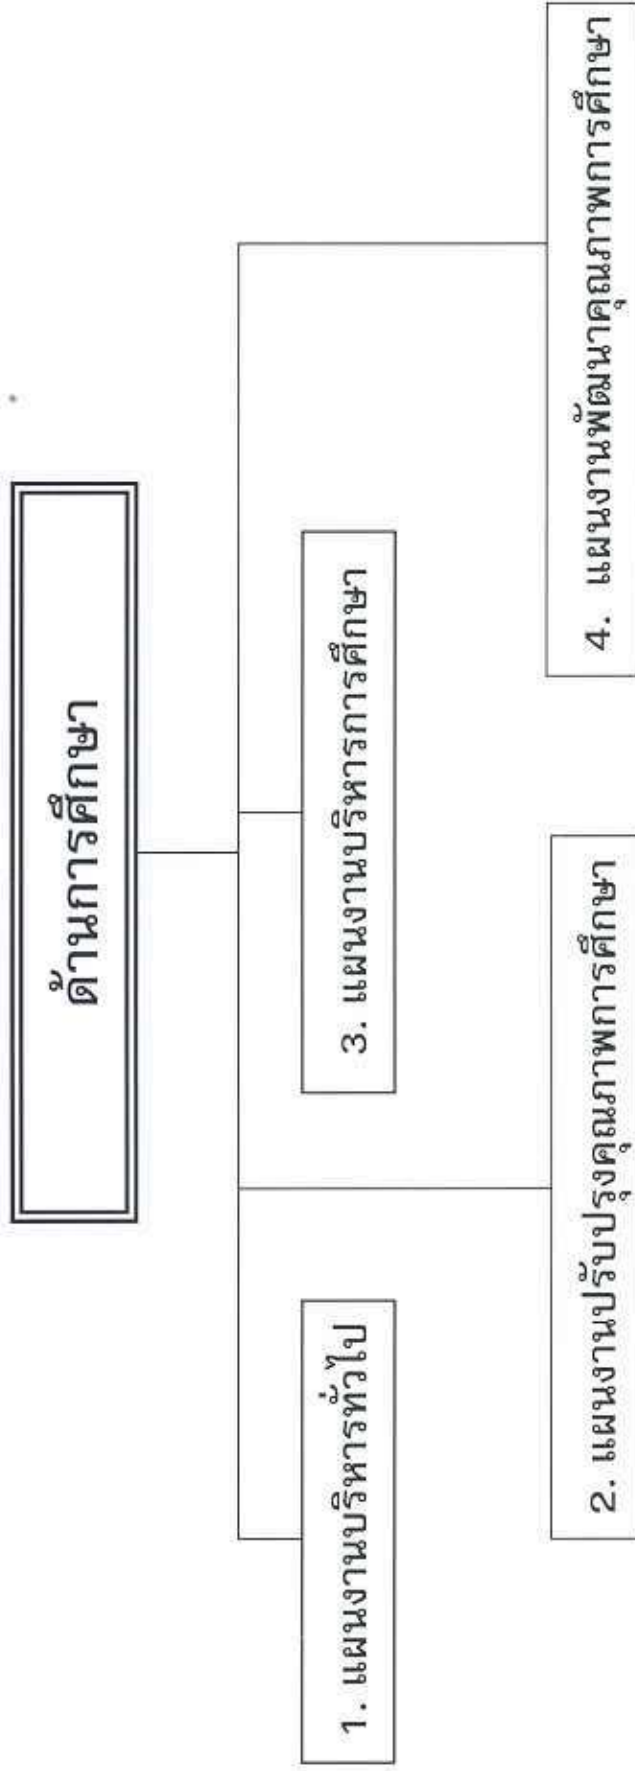 ด้านการศึกษา
1. แผนงานบริหารทั่วไป
2. แผนงานปรับปรุงคุณภาพการศึกษา
3. แผนงานบริหารการศึกษา
4. แผนงานพัฒนาคุณภาพการศึกษา